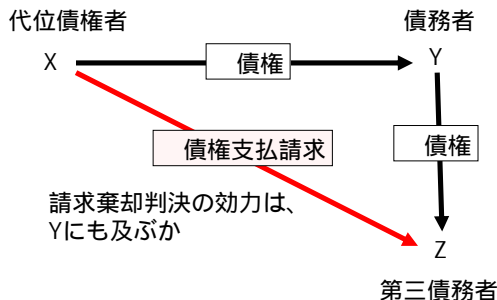 代位債権者
債務者
X
債権
Y
債権支払請求
債権
請求棄却判決の効力は、
Yにも及ぶか
Z
第三債務者